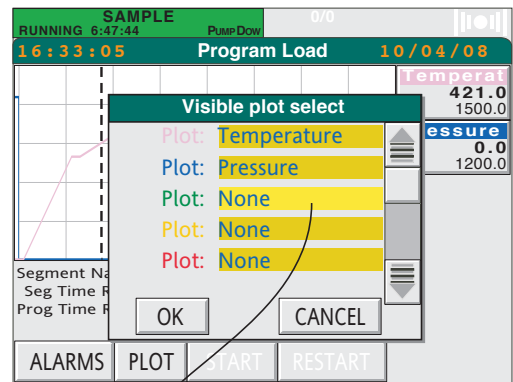 SAMPLE 0/0
RUNNING 6:47:44 PUMPDOW
16:33:05 Program Load 10/04/08
Temperat
421.0
1500.0
essure
0.0
1200.0
Visible plot select
Plot: Temperature
Plot: Pressure
Plot: None
Plot: None
Plot: None
OK CANCEL
Segment Na
Seg Time R
Prog Time R
ALARMS PLOT START RESTART